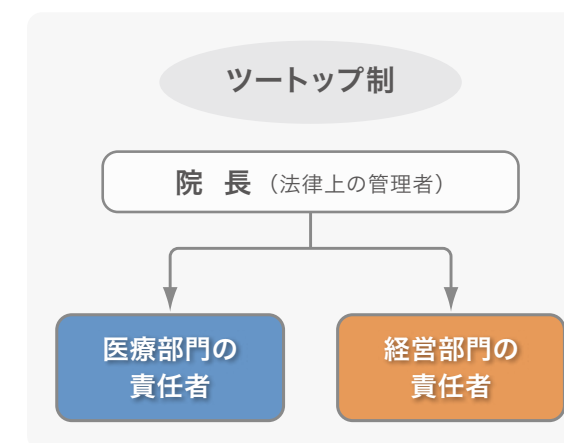 ツートップ制
院 長（法律上の管理者）
医療部門の
責任者
経営部門の
責任者